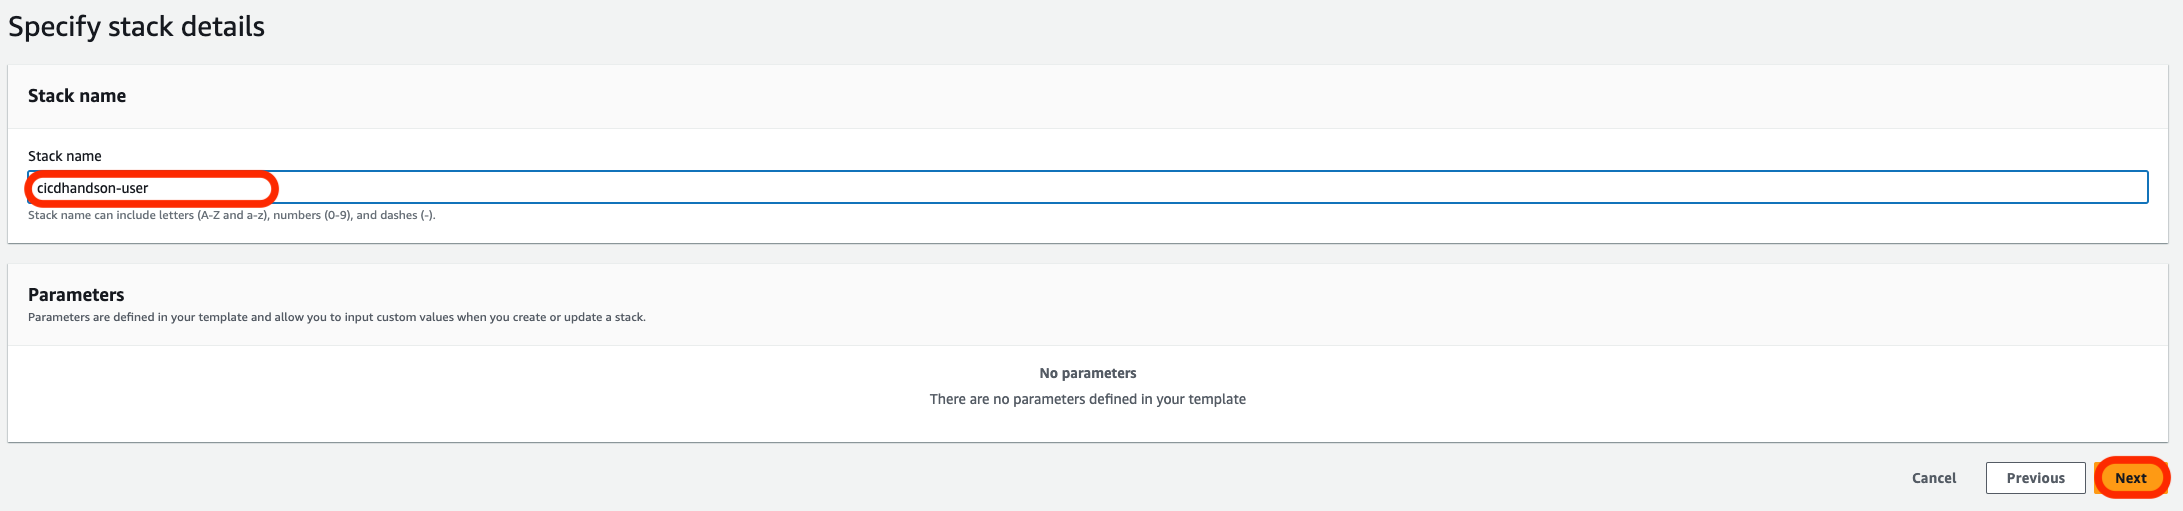 Specify stack details
Stack name
Stack name
cicdhandson-user
Stack name can include letters (A-Z and a-z), numbers (0-9), and dashes (-).
Parameters
Parameters are defined in your template and allow you to input custom values when you create or update a stack.
No parameters
There are no parameters defined in your template
Cancel
Previous
Next